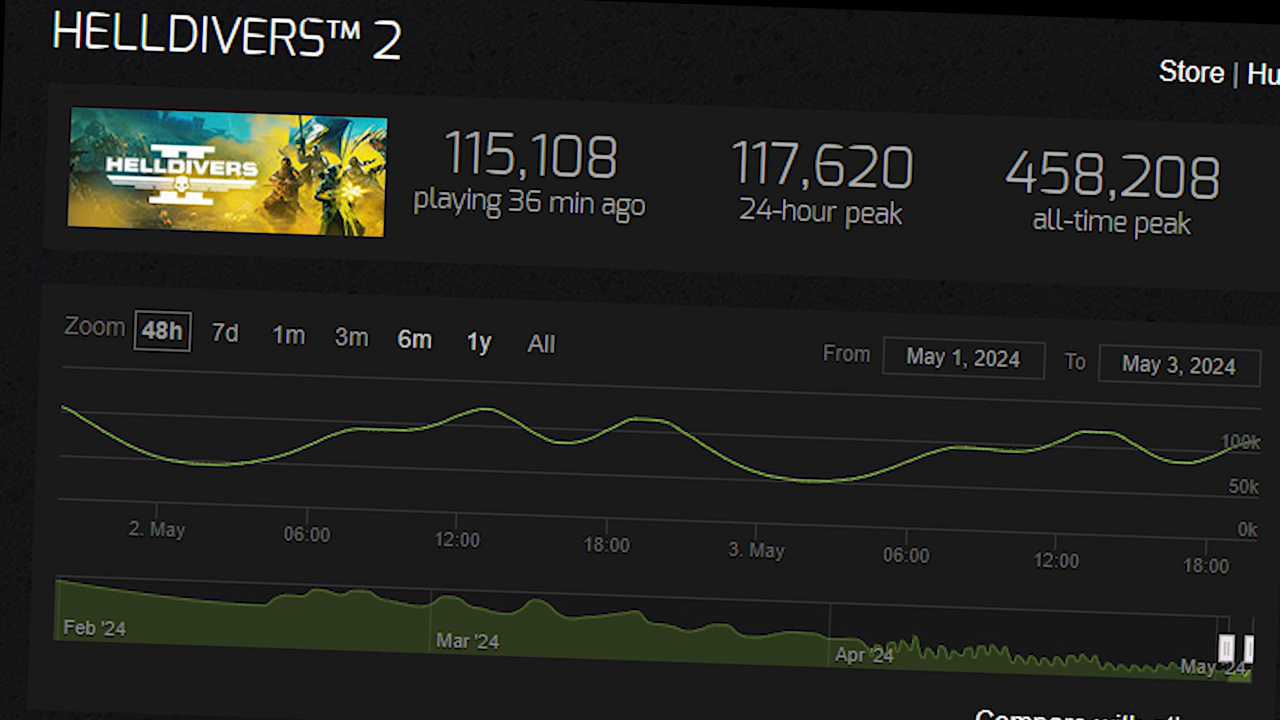 HELLDIVERS™ 2
Store | Hu
HELLDIVERS
II
115,108
playing 36 min ago
117,620
24-hour peak
458,208
all-time peak
Zoom 48h 7d 1m 3m 6m 1y All
From May 1, 2024 To May 3, 2024
100k
50k
0k
2. May 06:00 12:00 18:00 3. May 06:00 12:00 18:00
Feb '24 Mar '24 Apr '24 May '24